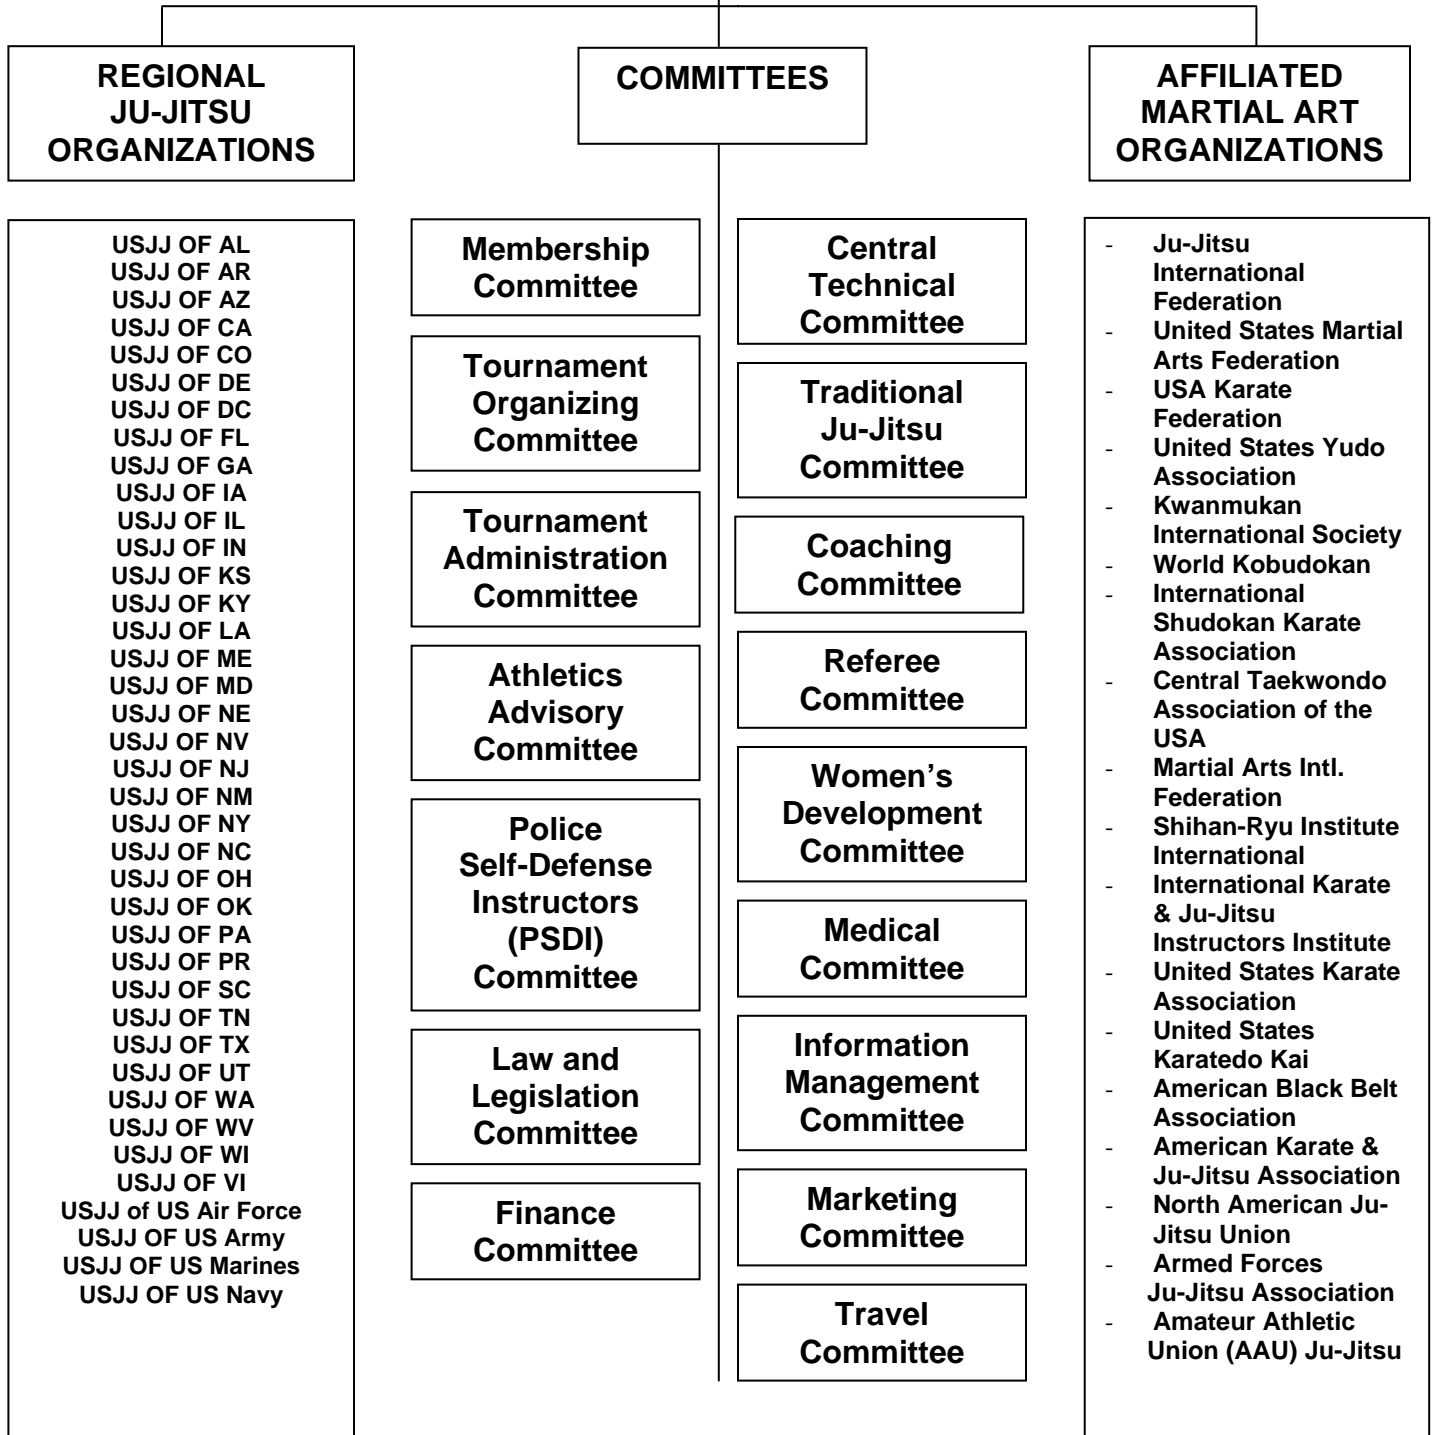 REGIONAL
JU-JITSU
ORGANIZATIONS
COMMITTEES
AFFILIATED
MARTIAL ART
ORGANIZATIONS
USJJ OF AL
USJJ OF AR
USJJ OF AZ
USJJ OF CA
USJJ OF CO
USJJ OF DE
USJJ OF DC
USJJ OF FL
USJJ OF GA
USJJ OF IA
USJJ OF IL
USJJ OF IN
USJJ OF KS
USJJ OF KY
USJJ OF LA
USJJ OF ME
USJJ OF MD
USJJ OF NE
USJJ OF NV
USJJ OF NJ
USJJ OF NM
USJJ OF NY
USJJ OF NC
USJJ OF OH
USJJ OF OK
USJJ OF PA
USJJ OF PR
USJJ OF SC
USJJ OF TN
USJJ OF TX
USJJ OF UT
USJJ OF WA
USJJ OF WV
USJJ OF WI
USJJ OF VI
USJJ of US Air Force
USJJ OF US Army
USJJ OF US Marines
USJJ OF US Navy
Membership
Committee
Tournament
Organizing
Committee
Tournament
Administration
Committee
Athletics
Advisory
Committee
Police
Self-Defense
Instructors
(PSDI)
Committee
Law and
Legislation
Committee
Finance
Committee
Central
Technical
Committee
Traditional
Ju-Jitsu
Committee
Coaching
Committee
Referee
Committee
Women’s
Development
Committee
Medical
Committee
Information
Management
Committee
Marketing
Committee
Travel
Committee
- Ju-Jitsu
International
Federation
- United States Martial
Arts Federation
- USA Karate
Federation
- United States Yudo
Association
- Kwanmukan
International Society
- World Kobudokan
- International
Shudokan Karate
Association
- Central Taekwondo
Association of the
USA
- Martial Arts Intl.
Federation
- Shihan-Ryu Institute
International
- International Karate
& Ju-Jitsu
Instructors Institute
- United States Karate
Association
- United States
Karatedo Kai
- American Black Belt
Association
- American Karate &
Ju-Jitsu Association
- North American Ju-
Jitsu Union
- Armed Forces
Ju-Jitsu Association
- Amateur Athletic
Union (AAU) Ju-Jitsu